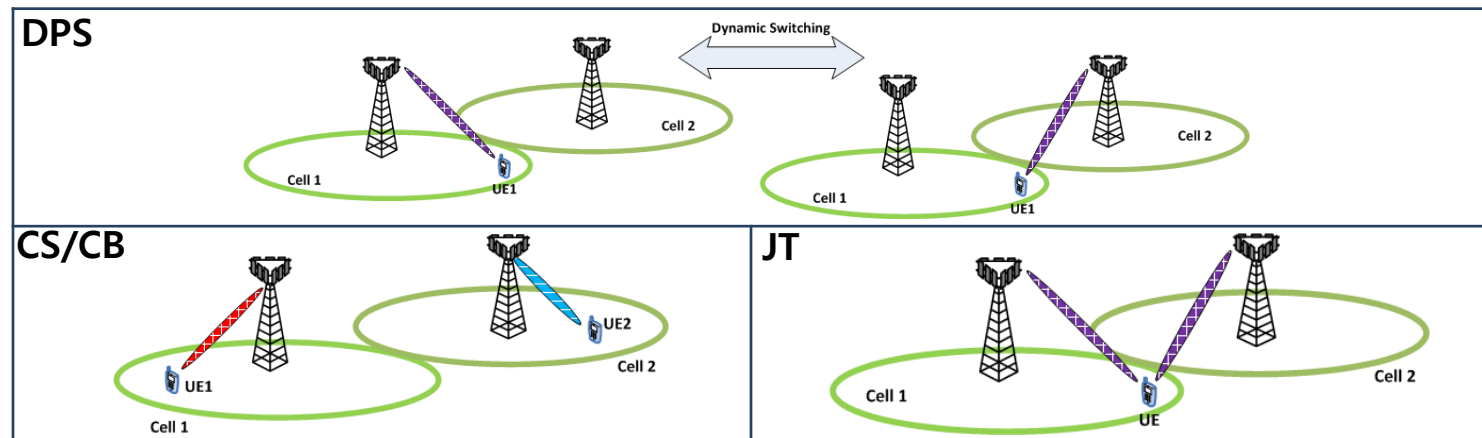 DPS
Dynamic Switching
Cell 1
UE1
Cell 2
Cell 1
UE1
Cell 2
CS/CB
UE1
Cell 1
UE2
Cell 2
JT
Cell 1
UE
Cell 2